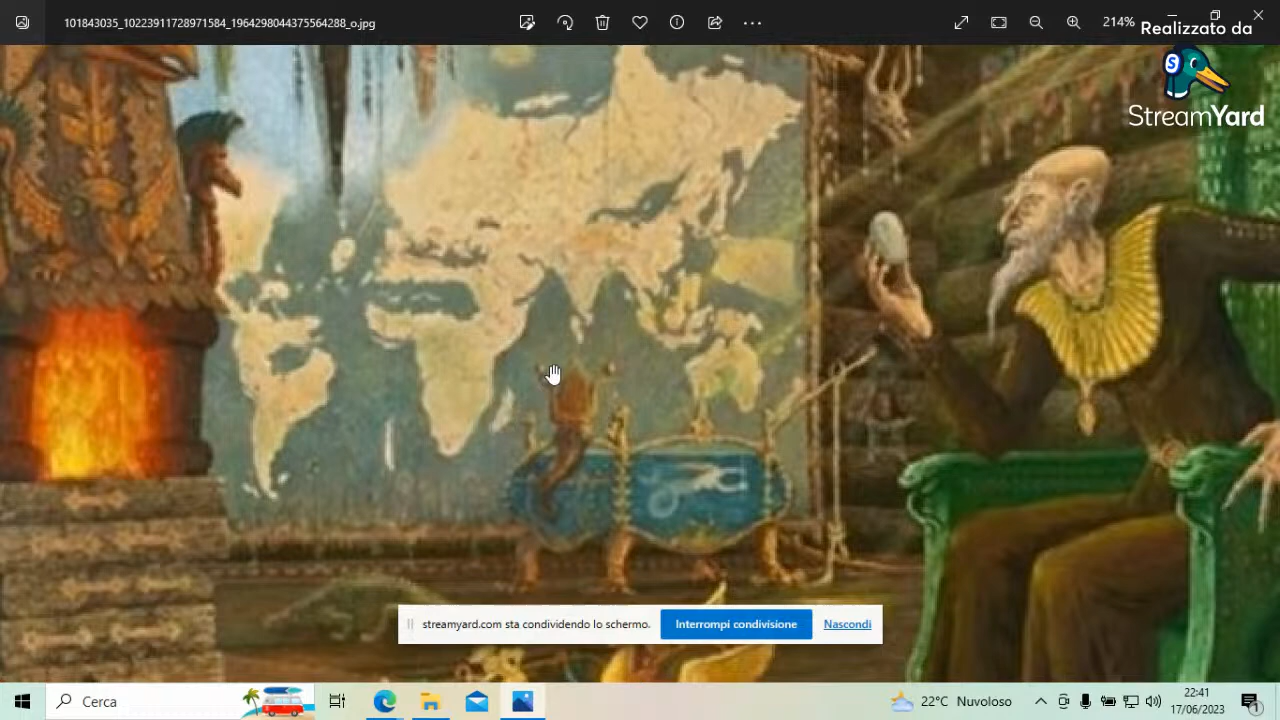 101843035_10223911728971584_1964298044375564288_o.jpg
214%
Realizzato da
StreamYard
streamyard.com sta condividendo lo schermo.
Interrompi condivisione
Nascondi
Cerca
22°C Nuvoloso
22:41
17/06/2023